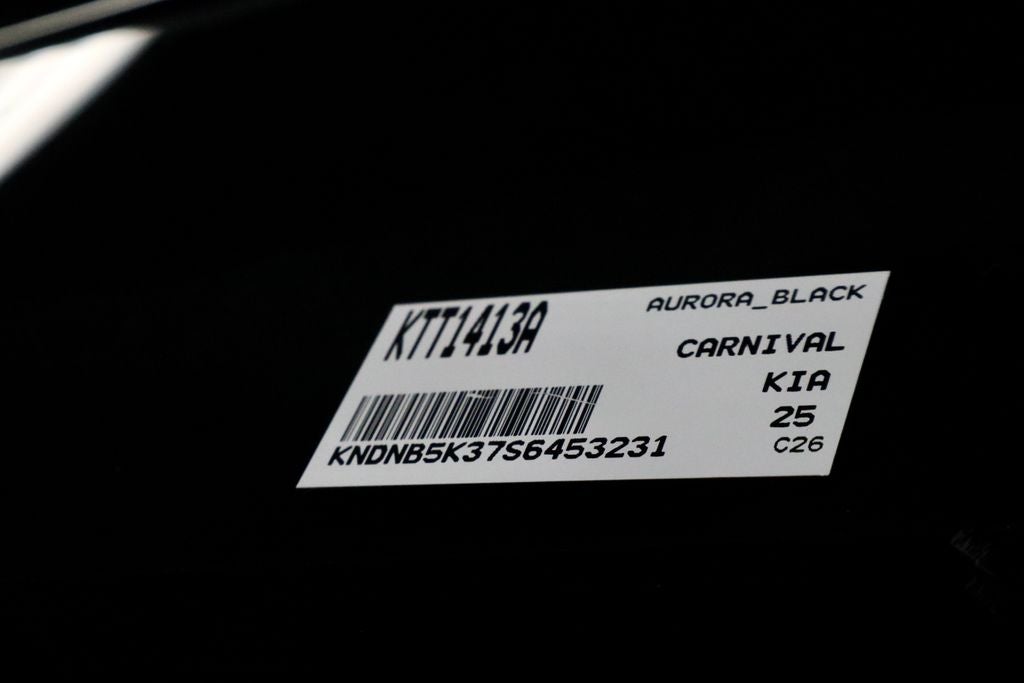 KTT1413A
AURORA_BLACK
CARNIVAL
KIA
25
C26
KNDNB5K37S6453231